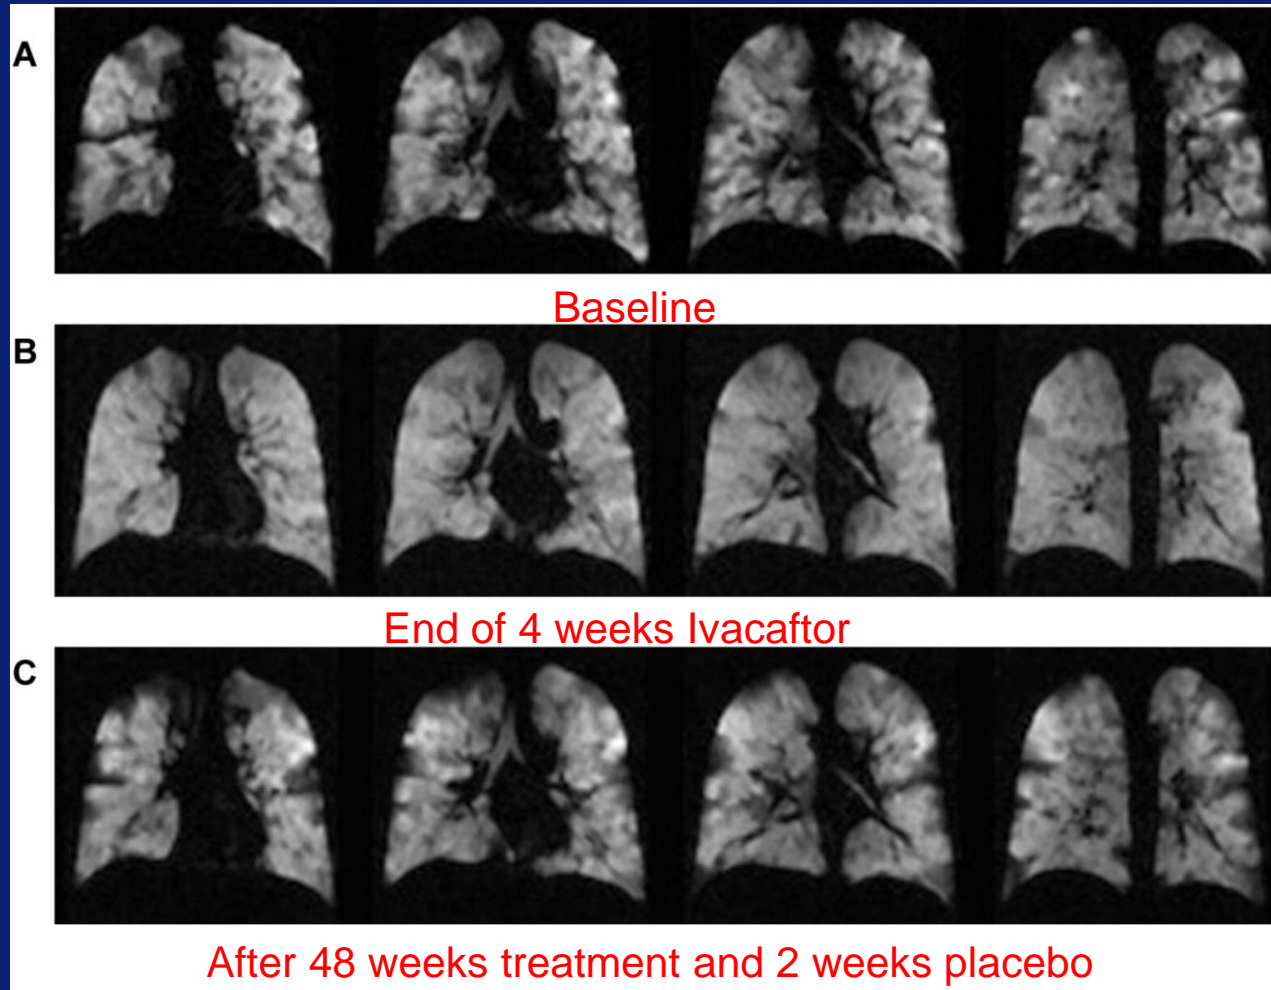 A
Baseline
B
End of 4 weeks Ivacaftor
C
After 48 weeks treatment and 2 weeks placebo